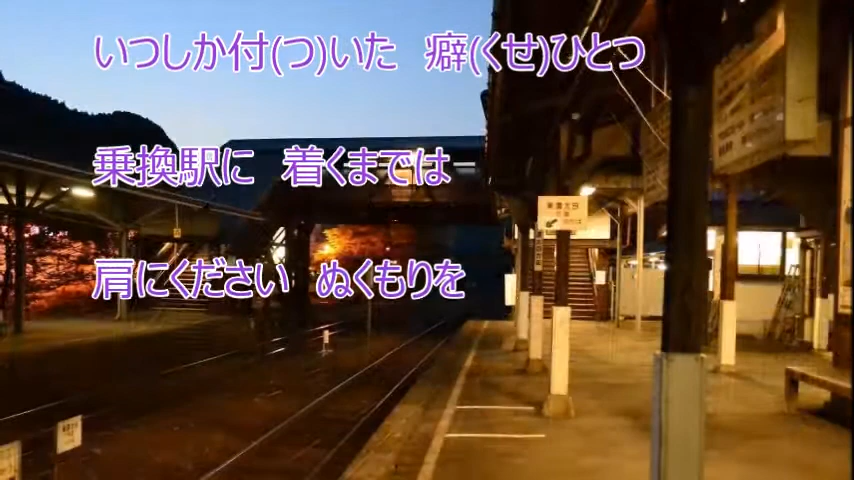 いつしか付(つ)いた　癖(くせ)ひとつ
乗換駅に　着くまでは
肩にください　ぬくもりを